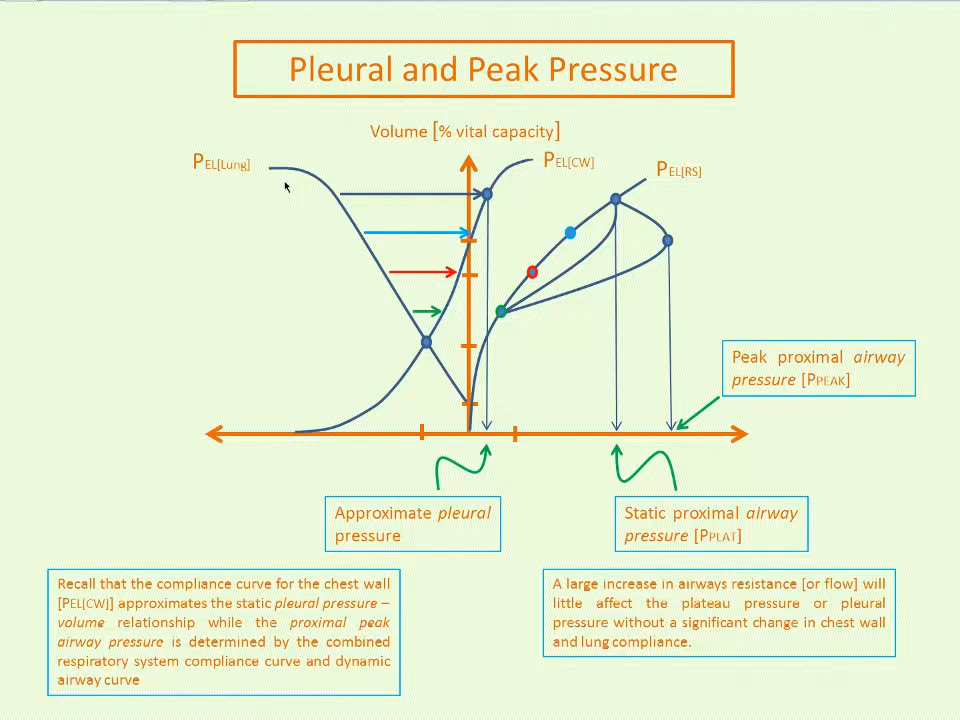 Pleural and Peak Pressure
Volume [% vital capacity]
PEL[Lung]
PEL[CW]
PEL[RS]
Peak proximal airway
pressure [PPEAK]
Approximate pleural
pressure
Static proximal airway
pressure [PPLAT]
Recall that the compliance curve for the chest wall
[PEL[CW]] approximates the static pleural pressure –
volume relationship while the proximal peak
airway pressure is determined by the combined
respiratory system compliance curve and dynamic
airway curve
A large increase in airways resistance [or flow] will
little affect the plateau pressure or pleural
pressure without a significant change in chest wall
and lung compliance.